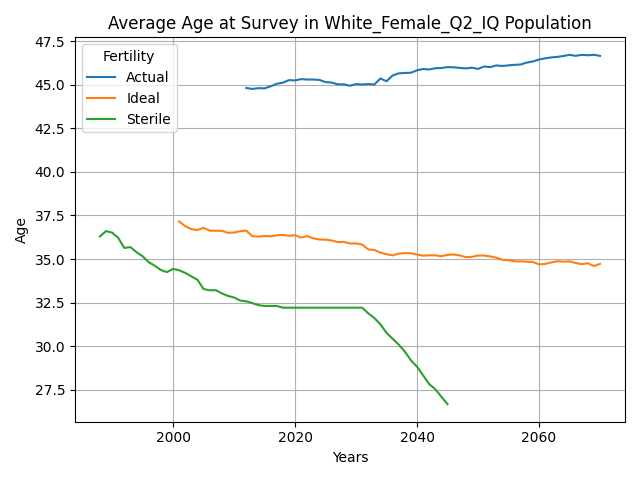 Average Age at Survey in White_Female_Q2_IQ Population
Fertility
Actual
Ideal
Sterile
Age
47.5
45.0
42.5
40.0
37.5
35.0
32.5
30.0
27.5
2000 2020 2040 2060
Years